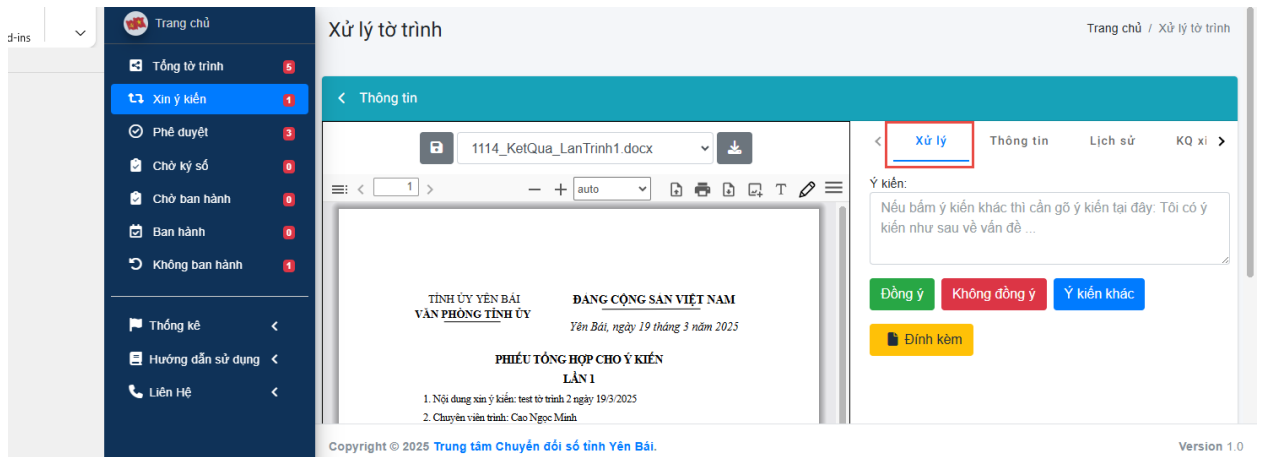 d-ins
Trang chủ
Tổng tờ trình 5
Xin ý kiến 1
Phê duyệt 3
Chờ ký số 0
Chờ ban hành 0
Ban hành 0
Không ban hành 1
Thống kê
Hướng dẫn sử dụng
Liên Hệ
Xử lý tờ trình
Trang chủ / Xử lý tờ trình
Thông tin
1114_KetQua_LanTrinh1.docx
1
auto
T
TỈNH ỦY YÊN BÁI
VĂN PHÒNG TỈNH ỦY
ĐẢNG CỘNG SẢN VIỆT NAM
Yên Bái, ngày 19 tháng 3 năm 2025
PHIẾU TỔNG HỢP CHO Ý KIẾN
LẦN 1
1. Nội dung xin ý kiến: test tờ trình 2 ngày 19/3/2025
2. Chuyên viên trình: Cao Ngọc Minh
Xử lý Thông tin Lịch sử KQ xi
Ý kiến:
Nếu bấm ý kiến khác thì cần gõ ý kiến tại đây: Tôi có ý
kiến như sau về vấn đề ...
Đồng ý Không đồng ý Ý kiến khác
Đính kèm
Copyright © 2025 Trung tâm Chuyển đổi số tỉnh Yên Bái.
Version 1.0